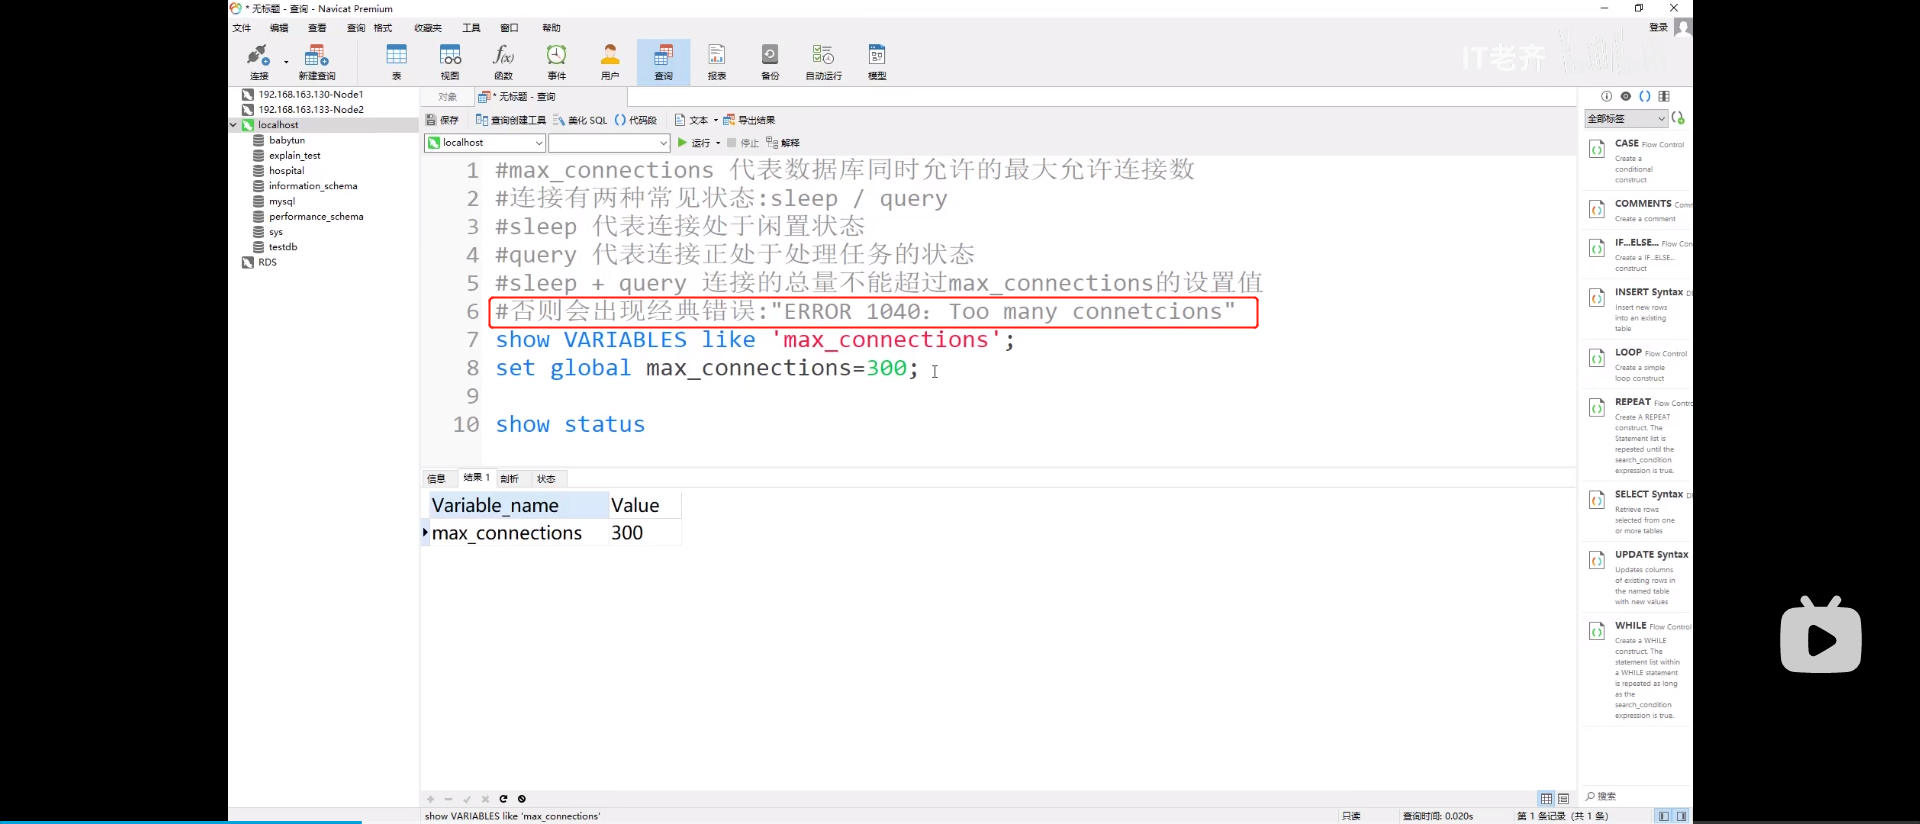 * 无标题 - 查询 - Navicat Premium
文件 编辑 查看 查询 格式 收藏夹 工具 窗口 帮助
登录
连接 新建查询 表 视图 函数 事件 用户 查询 报表 备份 自动运行 模型
IT老齐
192.168.163.130-Node1
192.168.163.133-Node2
localhost
babytun
explain_test
hospital
information_schema
mysql
performance_schema
sys
testdb
RDS
对象 * 无标题 - 查询
保存 查询创建工具 美化 SQL () 代码段 文本 导出结果
localhost 运行 停止 解释
1 #max_connections 代表数据库同时允许的最大允许连接数
2 #连接有两种常见状态:sleep / query
3 #sleep 代表连接处于闲置状态
4 #query 代表连接正处于处理任务的状态
5 #sleep + query 连接的总量不能超过max_connections的设置值
6 #否则会出现经典错误:"ERROR 1040: Too many connetcions"
7 show VARIABLES like 'max_connections';
8 set global max_connections=300;
9
10 show status
信息 结果 1 剖析 状态
Variable_name Value
max_connections 300
全部标签
CASE Flow Control
Create a
conditional
construct
COMMENTS Comm
Create a comment
IF...ELSE... Flow Con
Create a IF...ELSE...
construct
INSERT Syntax D
Insert new rows
into an existing
table
LOOP Flow Control
Create a simple
loop construct
REPEAT Flow Contro
Create A REPEAT
construct. The
Statement list is
repeated until the
search_condition
expression is true.
SELECT Syntax D
Retrieve rows
selected from one
or more tables
UPDATE Syntax
Updates columns
of existing rows in
the named table
with new values
WHILE Flow Control
Create a WHILE
construct. The
statement list within
a WHILE statement
is repeated as long
as the
search_condition
expression is true.
搜索
show VARIABLES like 'max_connections' 只读 查询时间: 0.020s 第 1 条记录 (共 1 条)